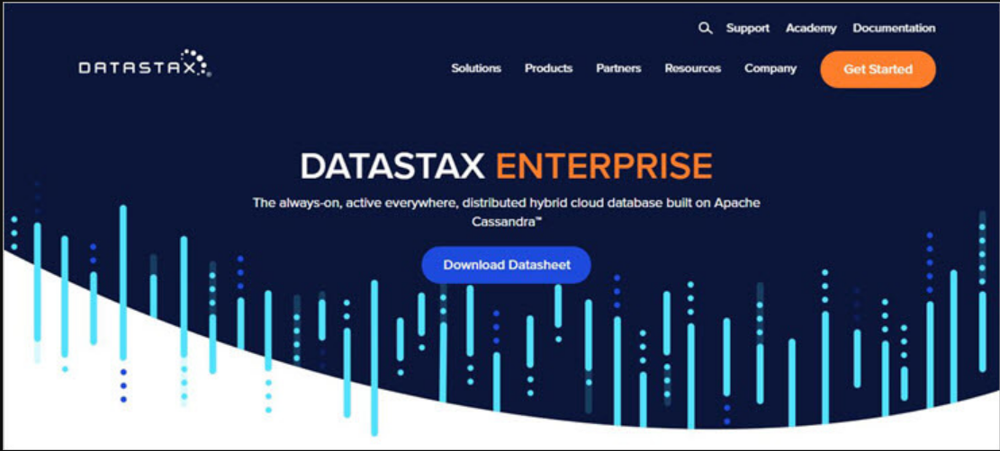 Support Academy Documentation
DATASTAX®
Solutions Products Partners Resources Company Get Started
DATASTAX ENTERPRISE
The always-on, active everywhere, distributed hybrid cloud database built on Apache
Cassandra™
Download Datasheet